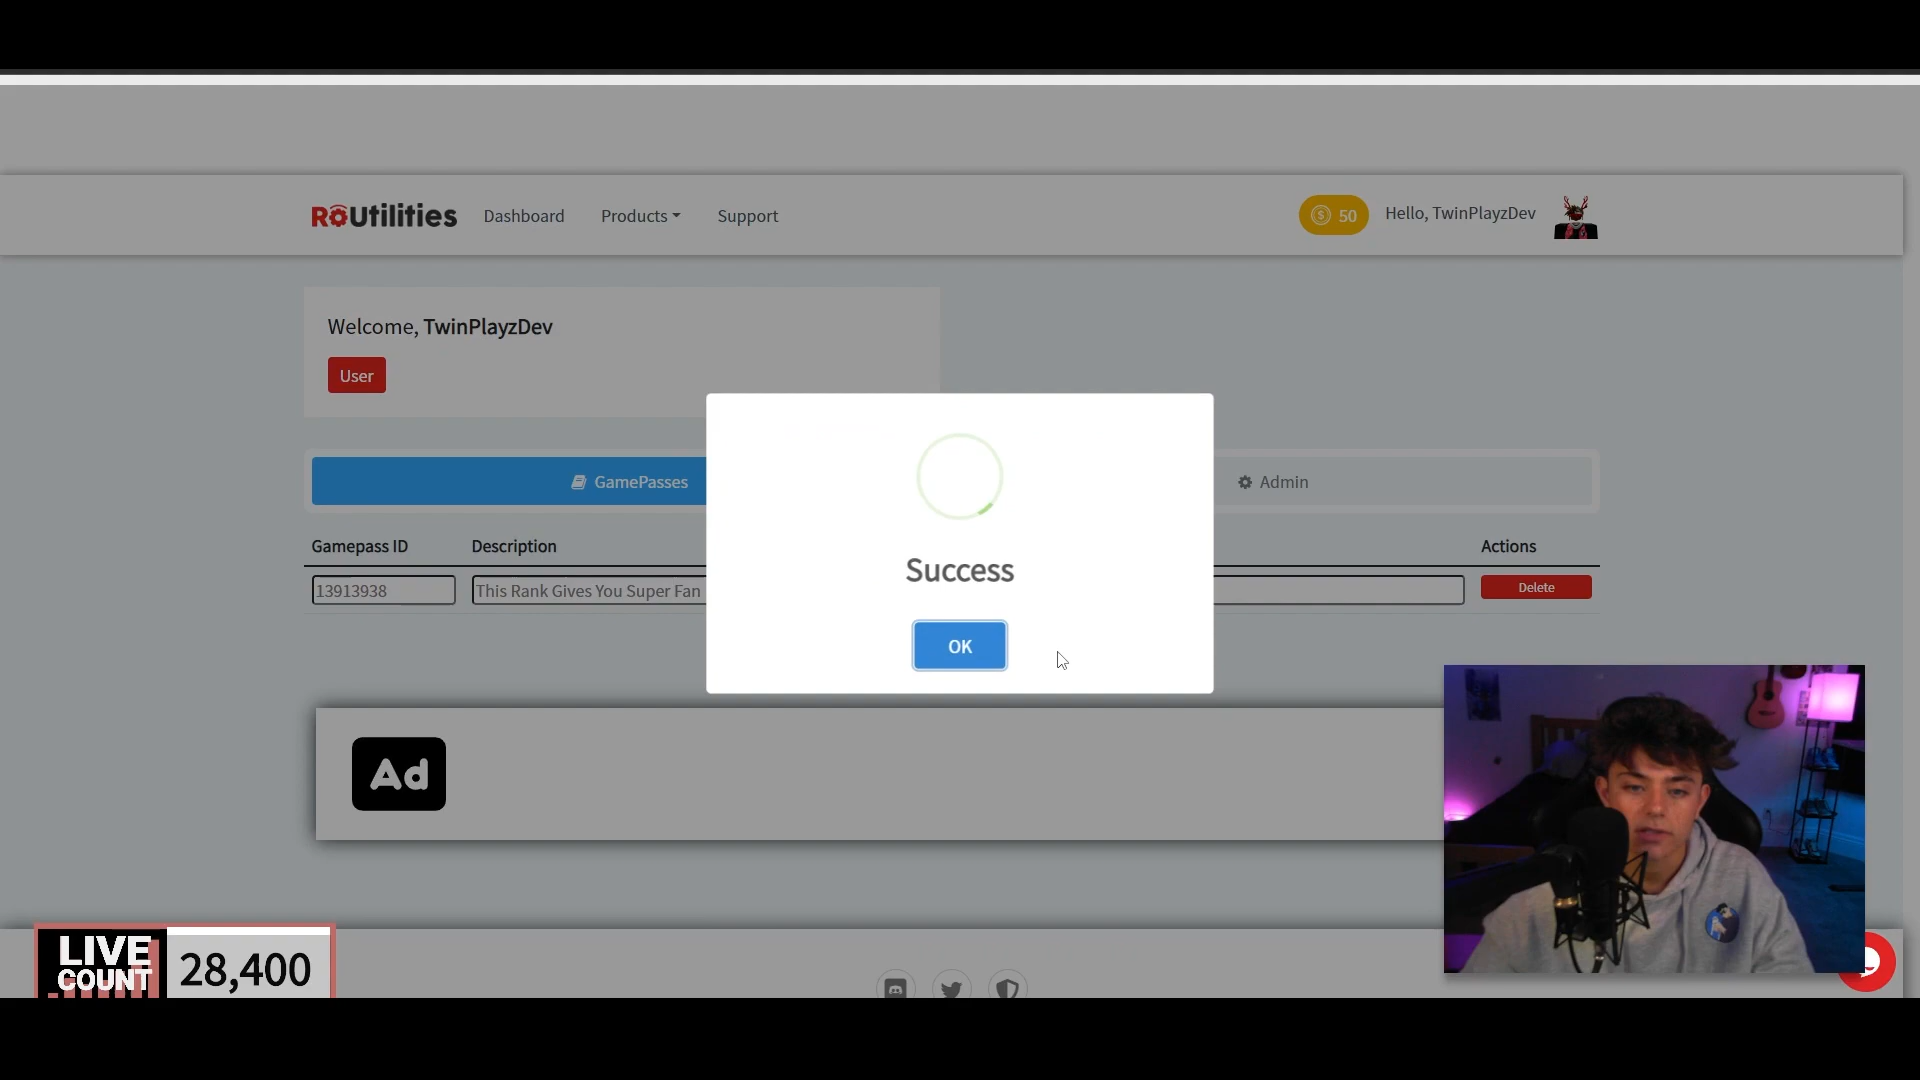 ROUtilities Dashboard Products Support 50 Hello, TwinPlayzDev
Welcome, TwinPlayzDev
User
GamePasses Admin
Gamepass ID Description Actions
13913938 This Rank Gives You Super Fan Delete
Success
OK
Ad
LIVE
COUNT
28,400